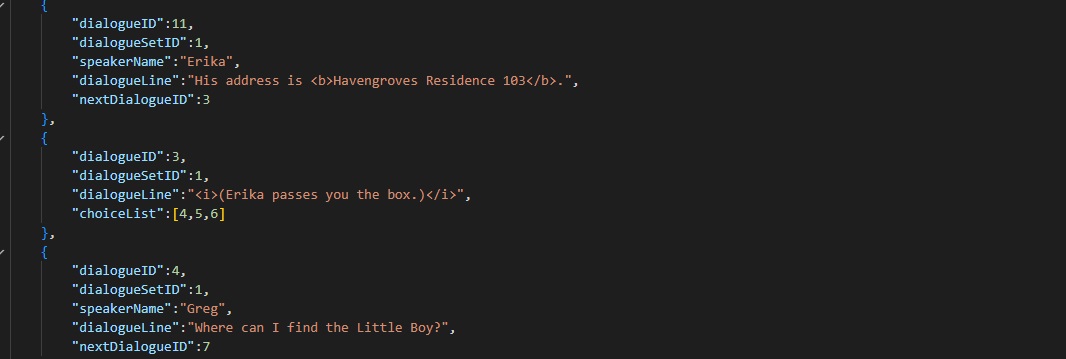 {
"dialogueID":11,
"dialogueSetID":1,
"speakerName":"Erika",
"dialogueLine":"His address is <b>Havengroves Residence 103</b>.",
"nextDialogueID":3
},
{
"dialogueID":3,
"dialogueSetID":1,
"dialogueLine":"<i>(Erika passes you the box.)</i>",
"choiceList":[4,5,6]
},
{
"dialogueID":4,
"dialogueSetID":1,
"speakerName":"Greg",
"dialogueLine":"Where can I find the Little Boy?",
"nextDialogueID":7